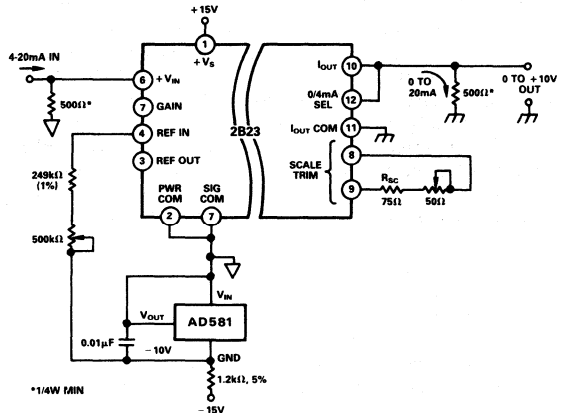 +15V
4-20mA IN
1
+VS
6
+VIN
500Ω*
7
GAIN
4
REF IN
3
REF OUT
2B23
249kΩ
(1%)
500kΩ
PWR
COM
SIG
COM
2
7
IOUT
10
0/4mA
SEL
12
IOUT COM
11
SCALE
TRIM
8
9
0 TO
20mA
500Ω*
0 TO +10V
OUT
RSC
75Ω
50Ω
VIN
VOUT
AD581
0.01µF
−10V
GND
1.2kΩ, 5%
*1/4W MIN
−15V